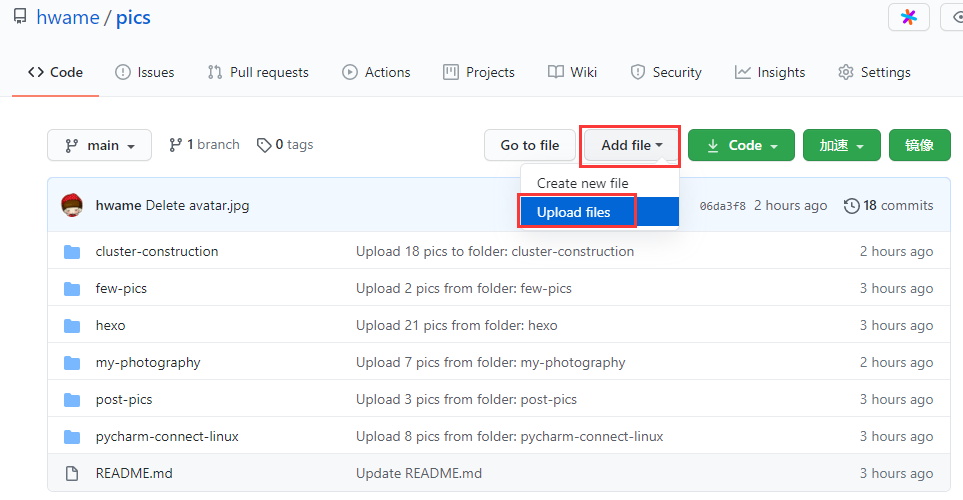 hwame / pics
Code Issues Pull requests Actions Projects Wiki Security Insights Settings
main 1 branch 0 tags Go to file Add file Code 加速 镜像
Create new file
Upload files
hwame Delete avatar.jpg 06da3f8 2 hours ago 18 commits
cluster-construction Upload 18 pics to folder: cluster-construction 2 hours ago
few-pics Upload 2 pics from folder: few-pics 3 hours ago
hexo Upload 21 pics from folder: hexo 3 hours ago
my-photography Upload 7 pics from folder: my-photography 2 hours ago
post-pics Upload 3 pics from folder: post-pics 3 hours ago
pycharm-connect-linux Upload 8 pics from folder: pycharm-connect-linux 3 hours ago
README.md Update README.md 3 hours ago